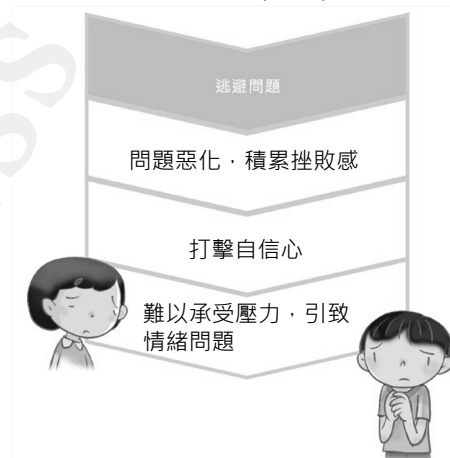 逃避問題
問題惡化，積累挫敗感
打擊自信心
難以承受壓力，引致
情緒問題